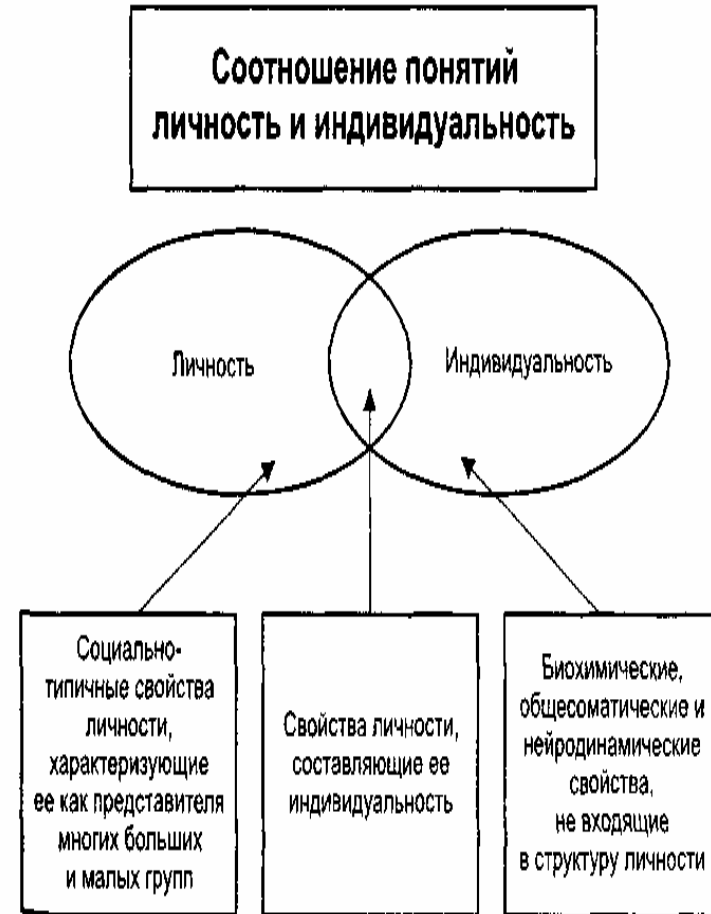 Соотношение понятий
личность и индивидуальность
Личность
Индивидуальность
Социально-
типичные свойства
личности,
характеризующие
ее как представителя
многих больших
и малых групп
Свойства личности,
составляющие ее
индивидуальность
Биохимические,
общесоматические и
нейродинамические
свойства,
не входящие
в структуру личности